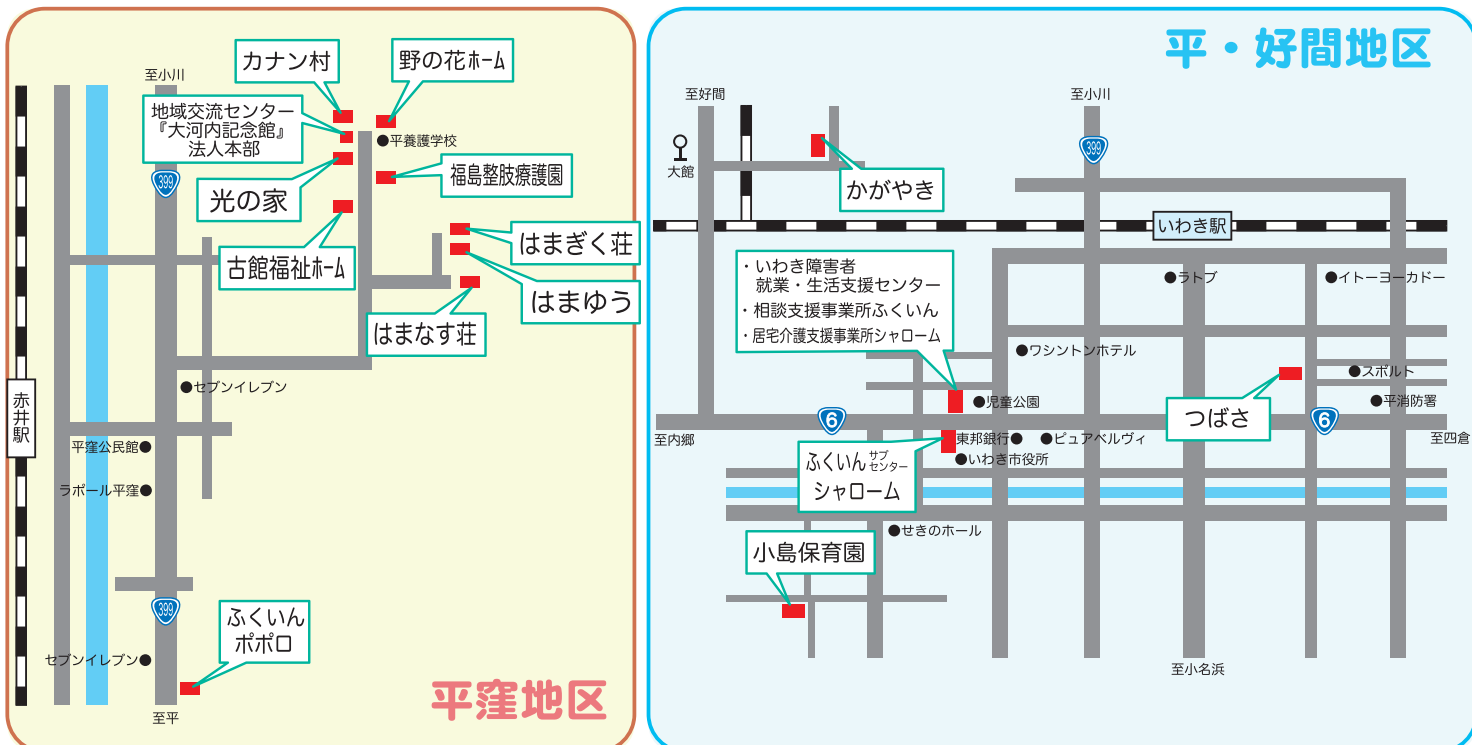 至小川
カナン村
野の花ホーム
地域交流センター
『大河内記念館』
法人本部
●平養護学校
399
光の家
福島整肢療護園
古館福祉ホーム
はまぎく荘
はまゆう
はまなす荘
赤井駅
●セブンイレブン
平窪公民館●
ラポール平窪●
399
ふくいん
ポポロ
セブンイレブン●
至平
平窪地区
平・好間地区
至好間
至小川
大館
399
かがやき
いわき駅
・いわき障害者
就業・生活支援センター
・相談支援事業所ふくいん
・居宅介護支援事業所シャローム
●ラトブ
●イトーヨーカドー
●ワシントンホテル
●スポルト
●児童公園
つばさ
●平消防署
6
6
至内郷
東邦銀行●
●ピュアベルヴィ
至四倉
ふくいん サブセンター
シャローム
●いわき市役所
●せきのホール
小島保育園
至小名浜